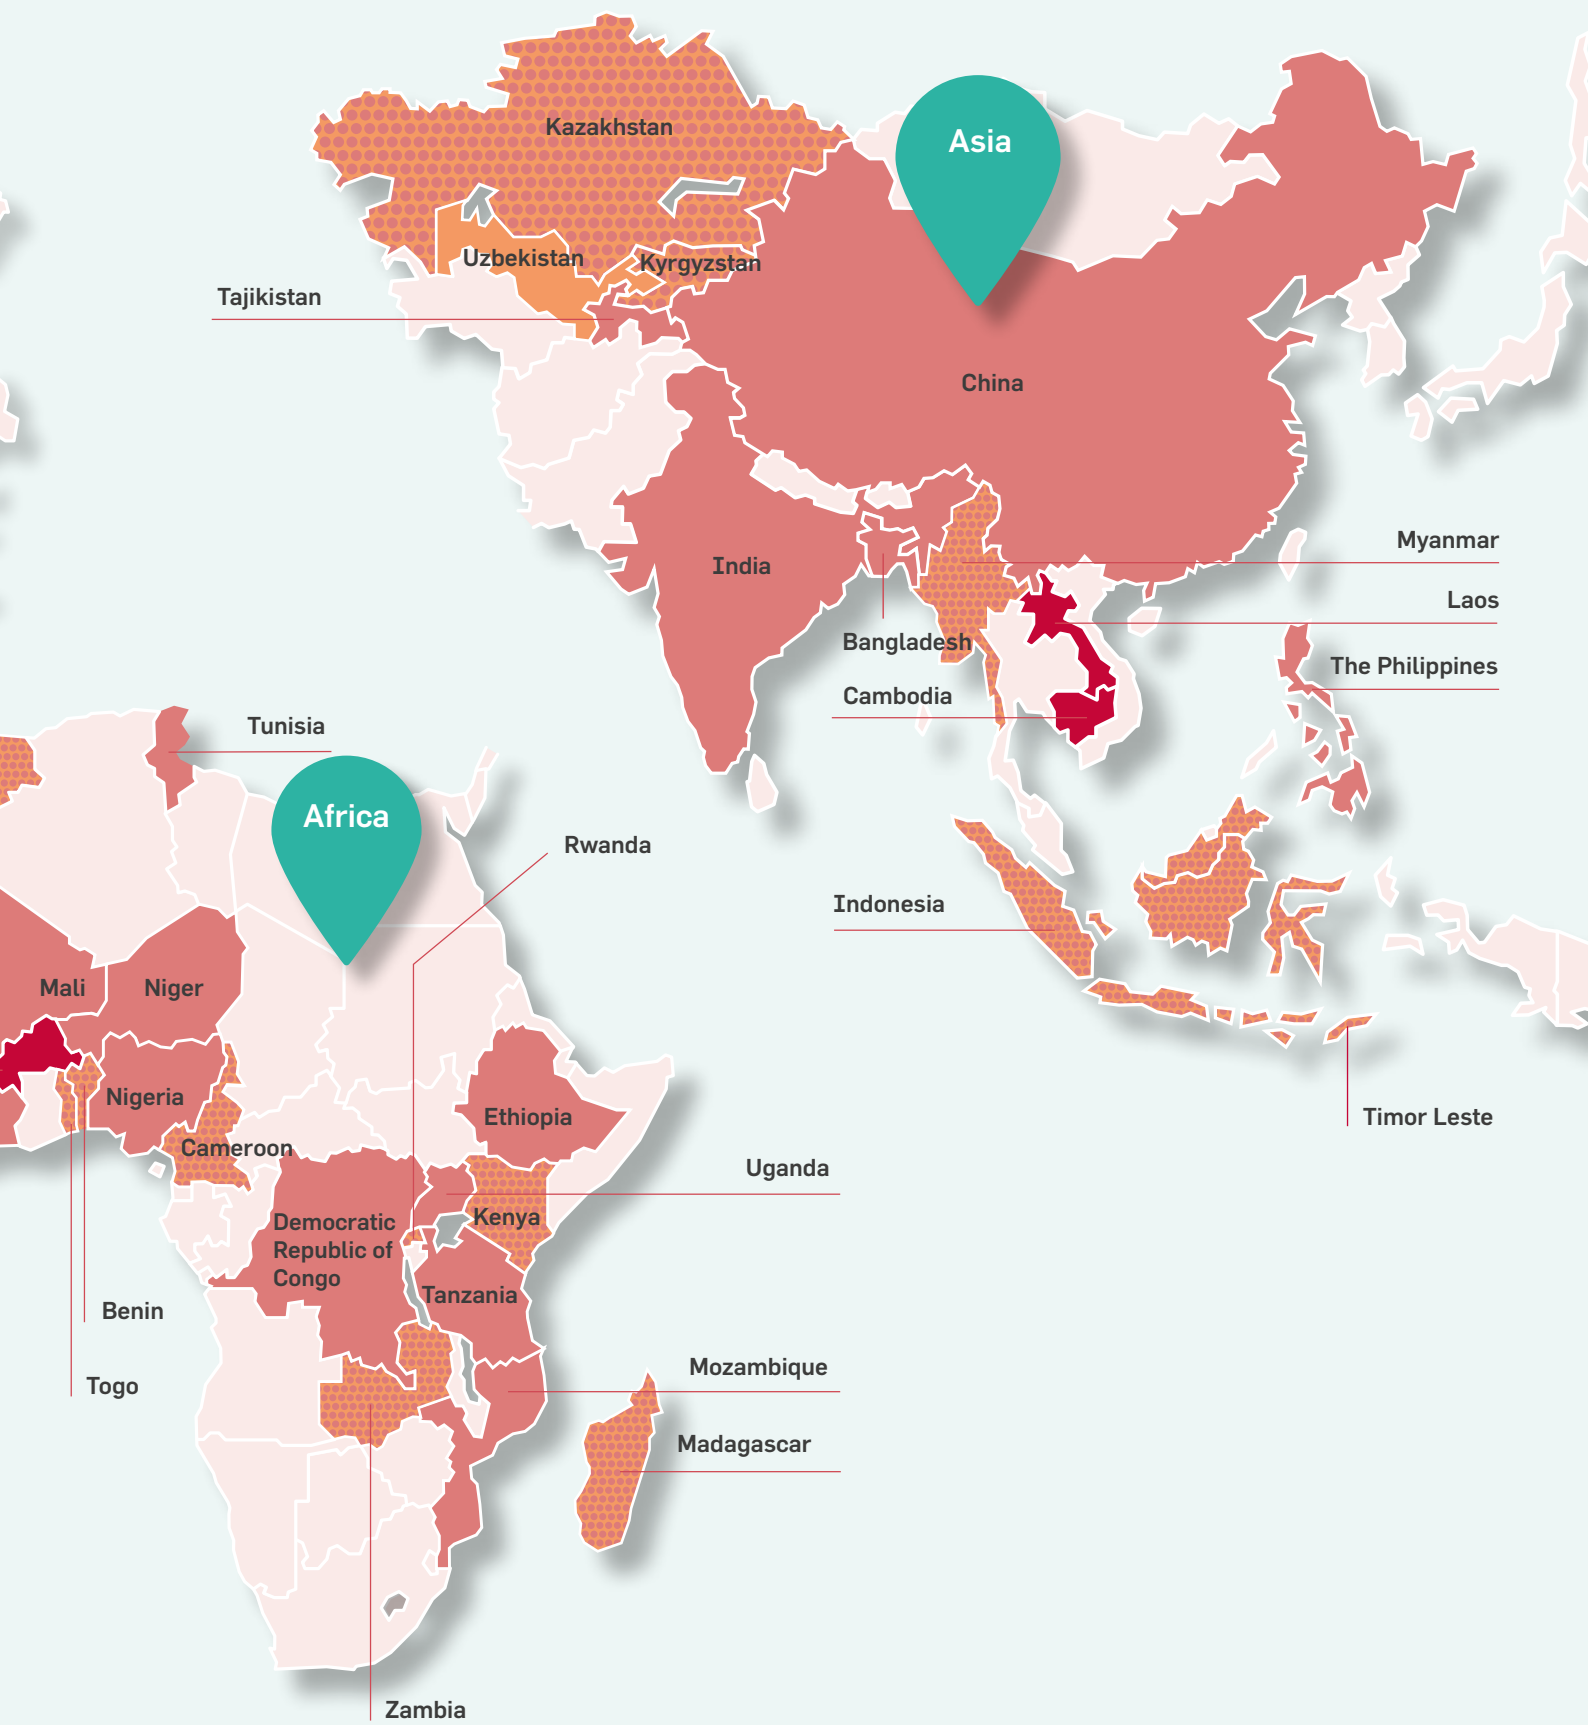 Kazakhstan
Asia
Uzbekistan
Kyrgyzstan
Tajikistan
China
Myanmar
India
Laos
Bangladesh
The Philippines
Cambodia
Tunisia
Africa
Rwanda
Indonesia
Mali
Niger
Nigeria
Ethiopia
Timor Leste
Cameroon
Uganda
Kenya
Democratic
Republic of
Congo
Tanzania
Benin
Mozambique
Togo
Madagascar
Zambia